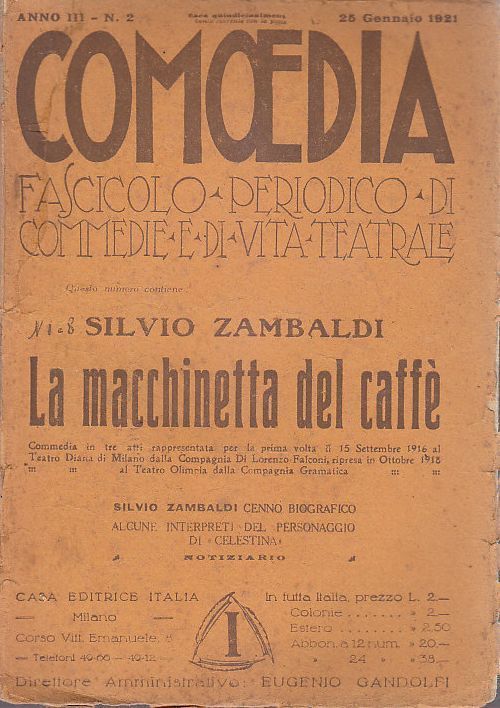 ANNO III - N. 2
Esce quindicinalmente
25 Gennaio 1921
COMŒDIA
FASCICOLO PERIODICO DI
COMMEDIE E DI VITA TEATRALE
Questo numero contiene:
SILVIO ZAMBALDI
La macchinetta del caffè
Commedia in tre atti rappresentata per la prima volta il 15 Settembre 1916 al
Teatro Diana di Milano dalla Compagnia Di Lorenzo-Falconi, ripresa in Ottobre 1918
al Teatro Olimpia dalla Compagnia Gramatica
SILVIO ZAMBALDI CENNO BIOGRAFICO
ALCUNE INTERPRETI DEL PERSONAGGIO
DI «CELESTINA»
NOTIZIARIO
CASA EDITRICE ITALIA
— Milano —
Corso Vitt. Emanuele, 8
— Telefoni 40-66 — 40-12 —
I
In tutta Italia, prezzo L. 2.—
Colonie . . . . . . . » 2.—
Estero . . . . . . . . » 2.50
Abbon. a 12 num. » 20.—
» 24 » » 38.—
Direttore Amministrativo: EUGENIO GANDOLFI